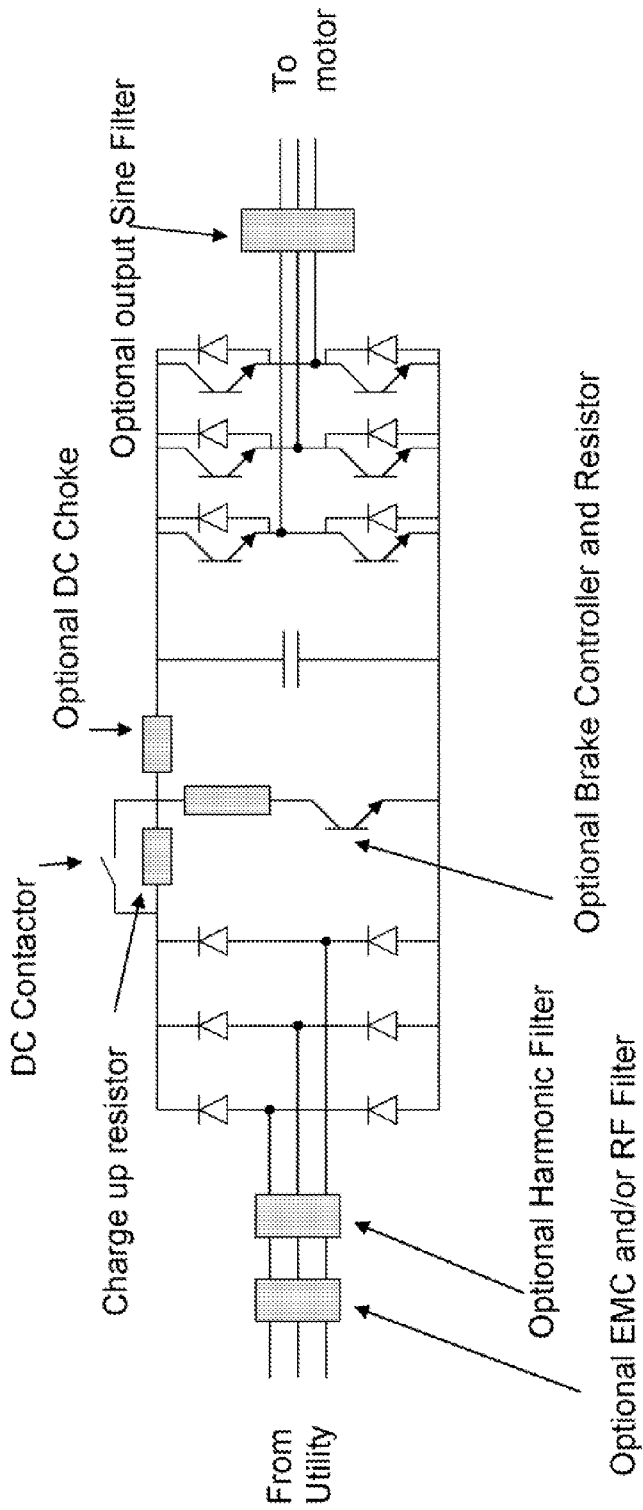 From
Utility
Optional EMC and/or RF Filter
Optional Harmonic Filter
Charge up resistor
DC Contactor
Optional Brake Controller and Resistor
Optional DC Choke
Optional output Sine Filter
To
motor